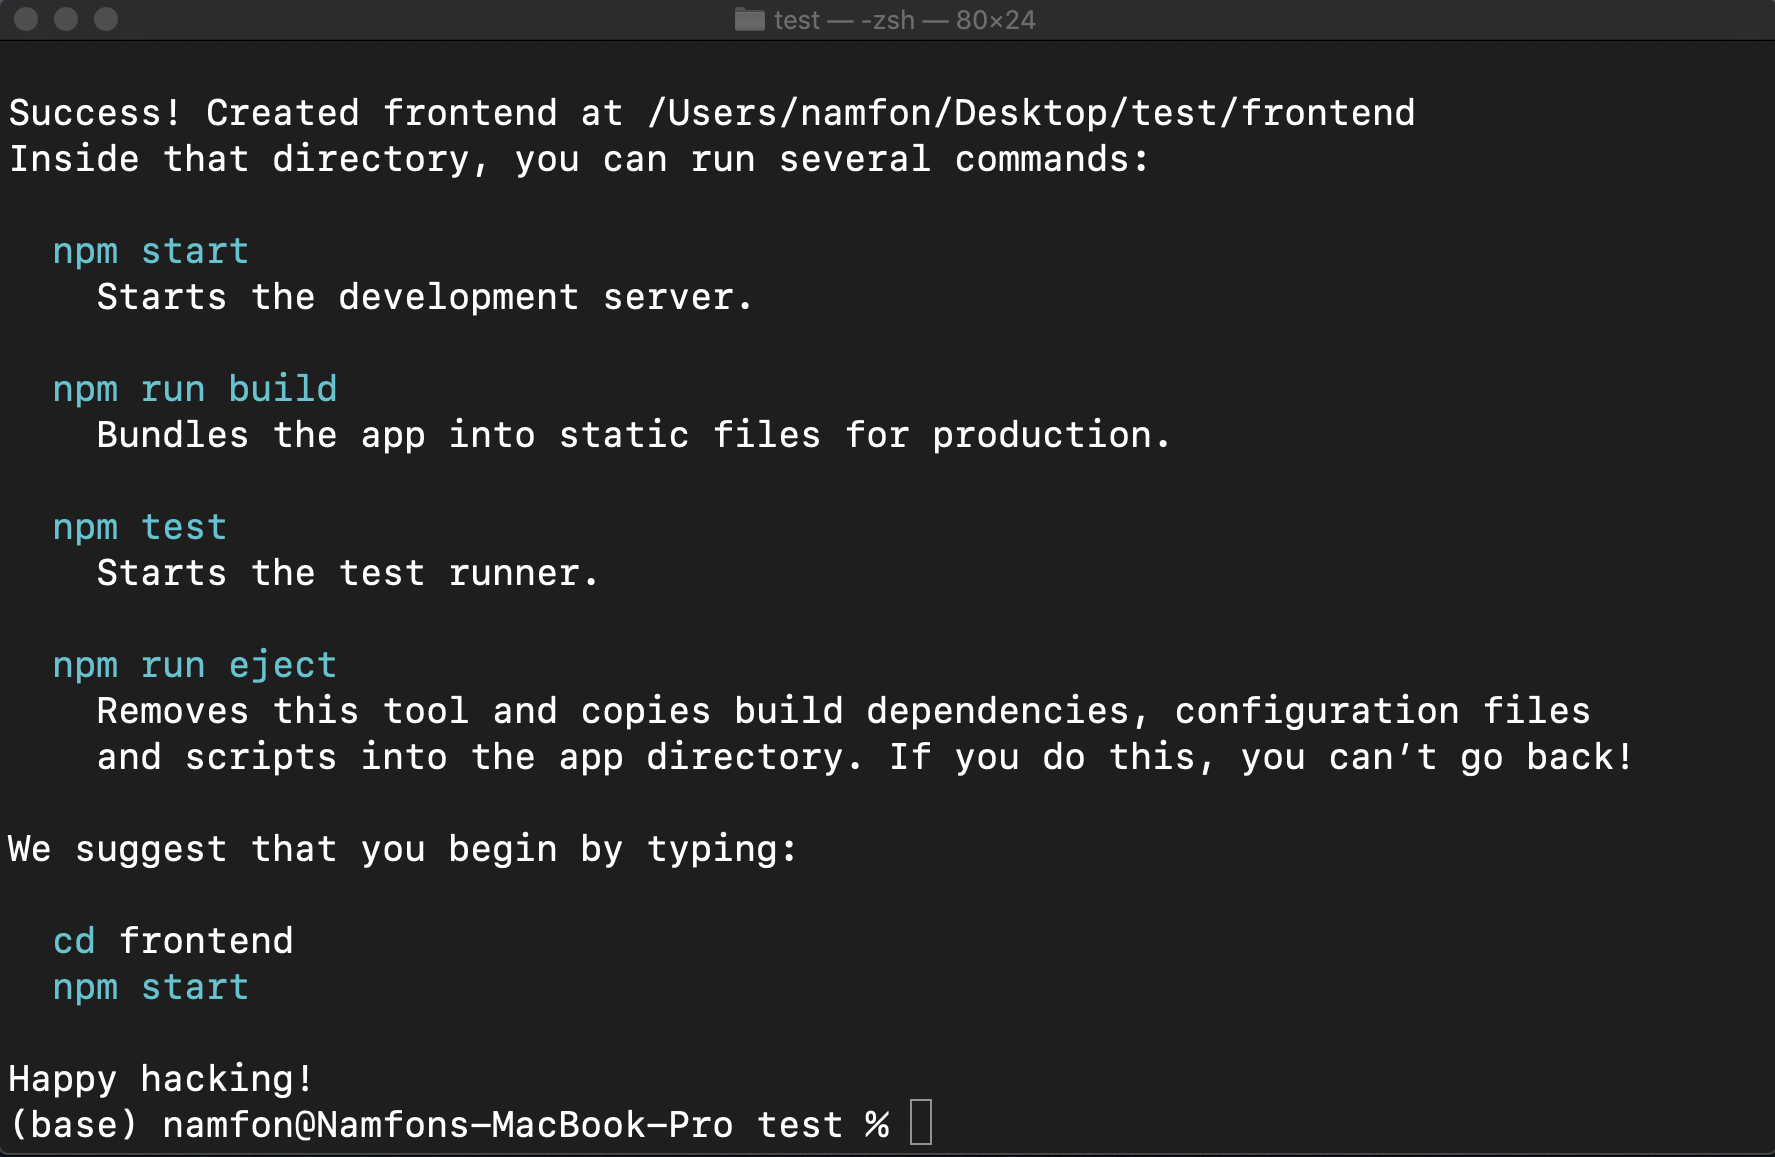 test — -zsh — 80×24
Success! Created frontend at /Users/namfon/Desktop/test/frontend
Inside that directory, you can run several commands:
npm start
Starts the development server.
npm run build
Bundles the app into static files for production.
npm test
Starts the test runner.
npm run eject
Removes this tool and copies build dependencies, configuration files
and scripts into the app directory. If you do this, you can’t go back!
We suggest that you begin by typing:
cd frontend
npm start
Happy hacking!
(base) namfon@Namfons-MacBook-Pro test %